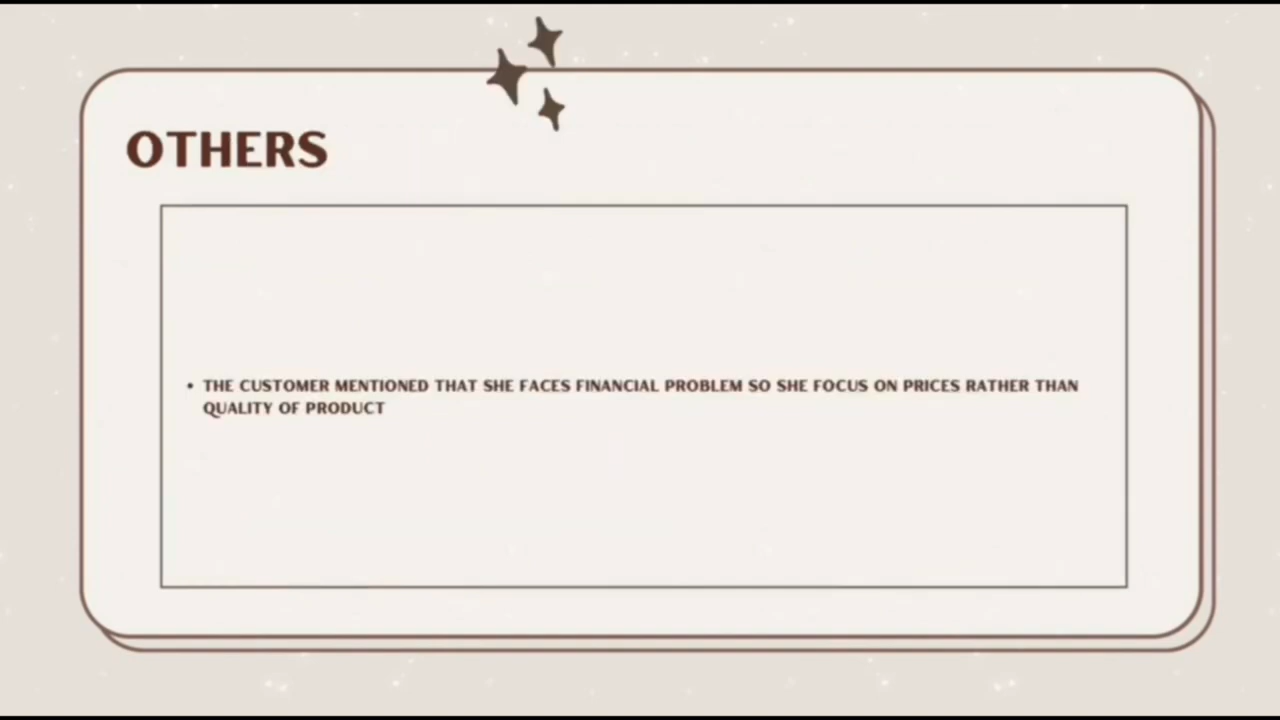 OTHERS
• THE CUSTOMER MENTIONED THAT SHE FACES FINANCIAL PROBLEM SO SHE FOCUS ON PRICES RATHER THAN
QUALITY OF PRODUCT